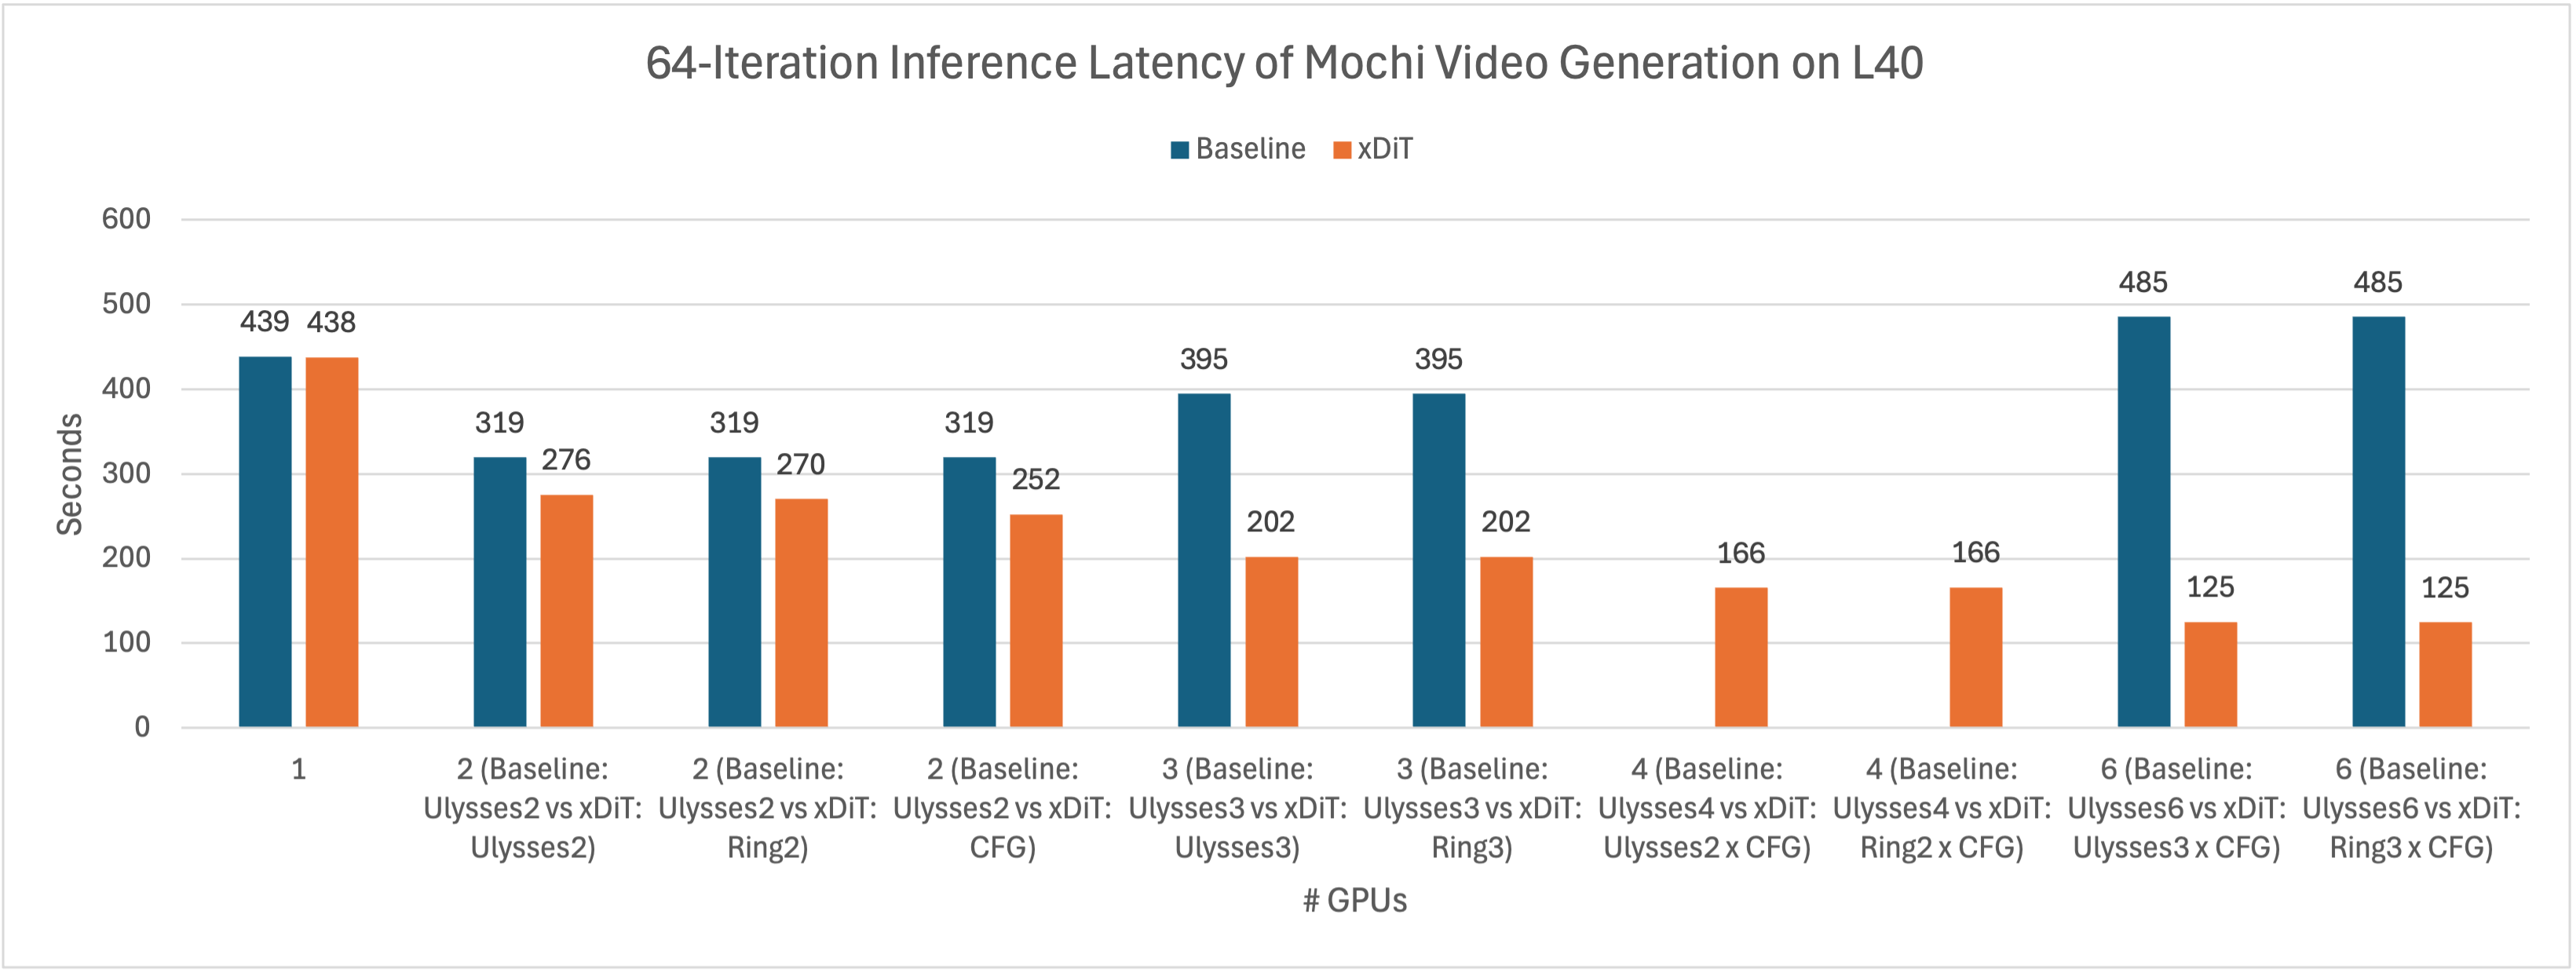 64-Iteration Inference Latency of Mochi Video Generation on L40
Baseline xDiT
600
500
400
300
200
100
0
Seconds
439 438
319 276
319 270
319 252
395 202
395 202
166
166
485 125
485 125
1
2 (Baseline:
Ulysses2 vs xDiT:
Ulysses2)
2 (Baseline:
Ulysses2 vs xDiT:
Ring2)
2 (Baseline:
Ulysses2 vs xDiT:
CFG)
3 (Baseline:
Ulysses3 vs xDiT:
Ulysses3)
3 (Baseline:
Ulysses3 vs xDiT:
Ring3)
4 (Baseline:
Ulysses4 vs xDiT:
Ulysses2 x CFG)
4 (Baseline:
Ulysses4 vs xDiT:
Ring2 x CFG)
6 (Baseline:
Ulysses6 vs xDiT:
Ulysses3 x CFG)
6 (Baseline:
Ulysses6 vs xDiT:
Ring3 x CFG)
# GPUs